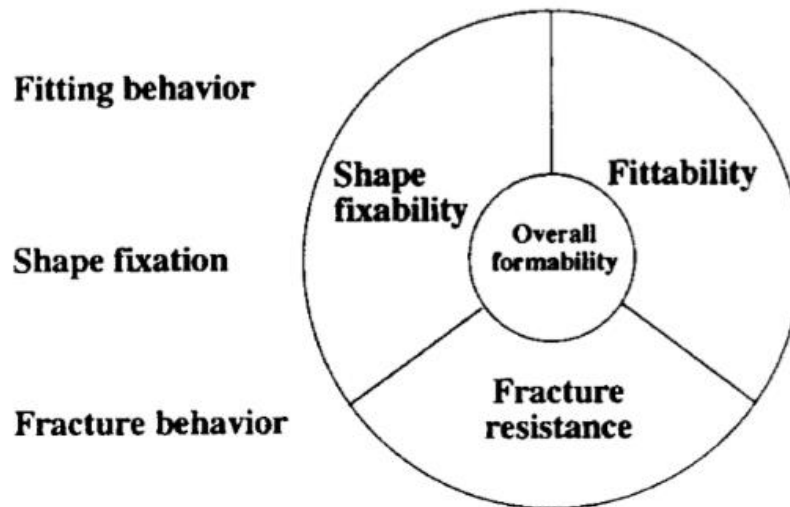 Fitting behavior
Shape fixation
Fracture behavior
Shape
fixability
Fittability
Overall
formability
Fracture
resistance